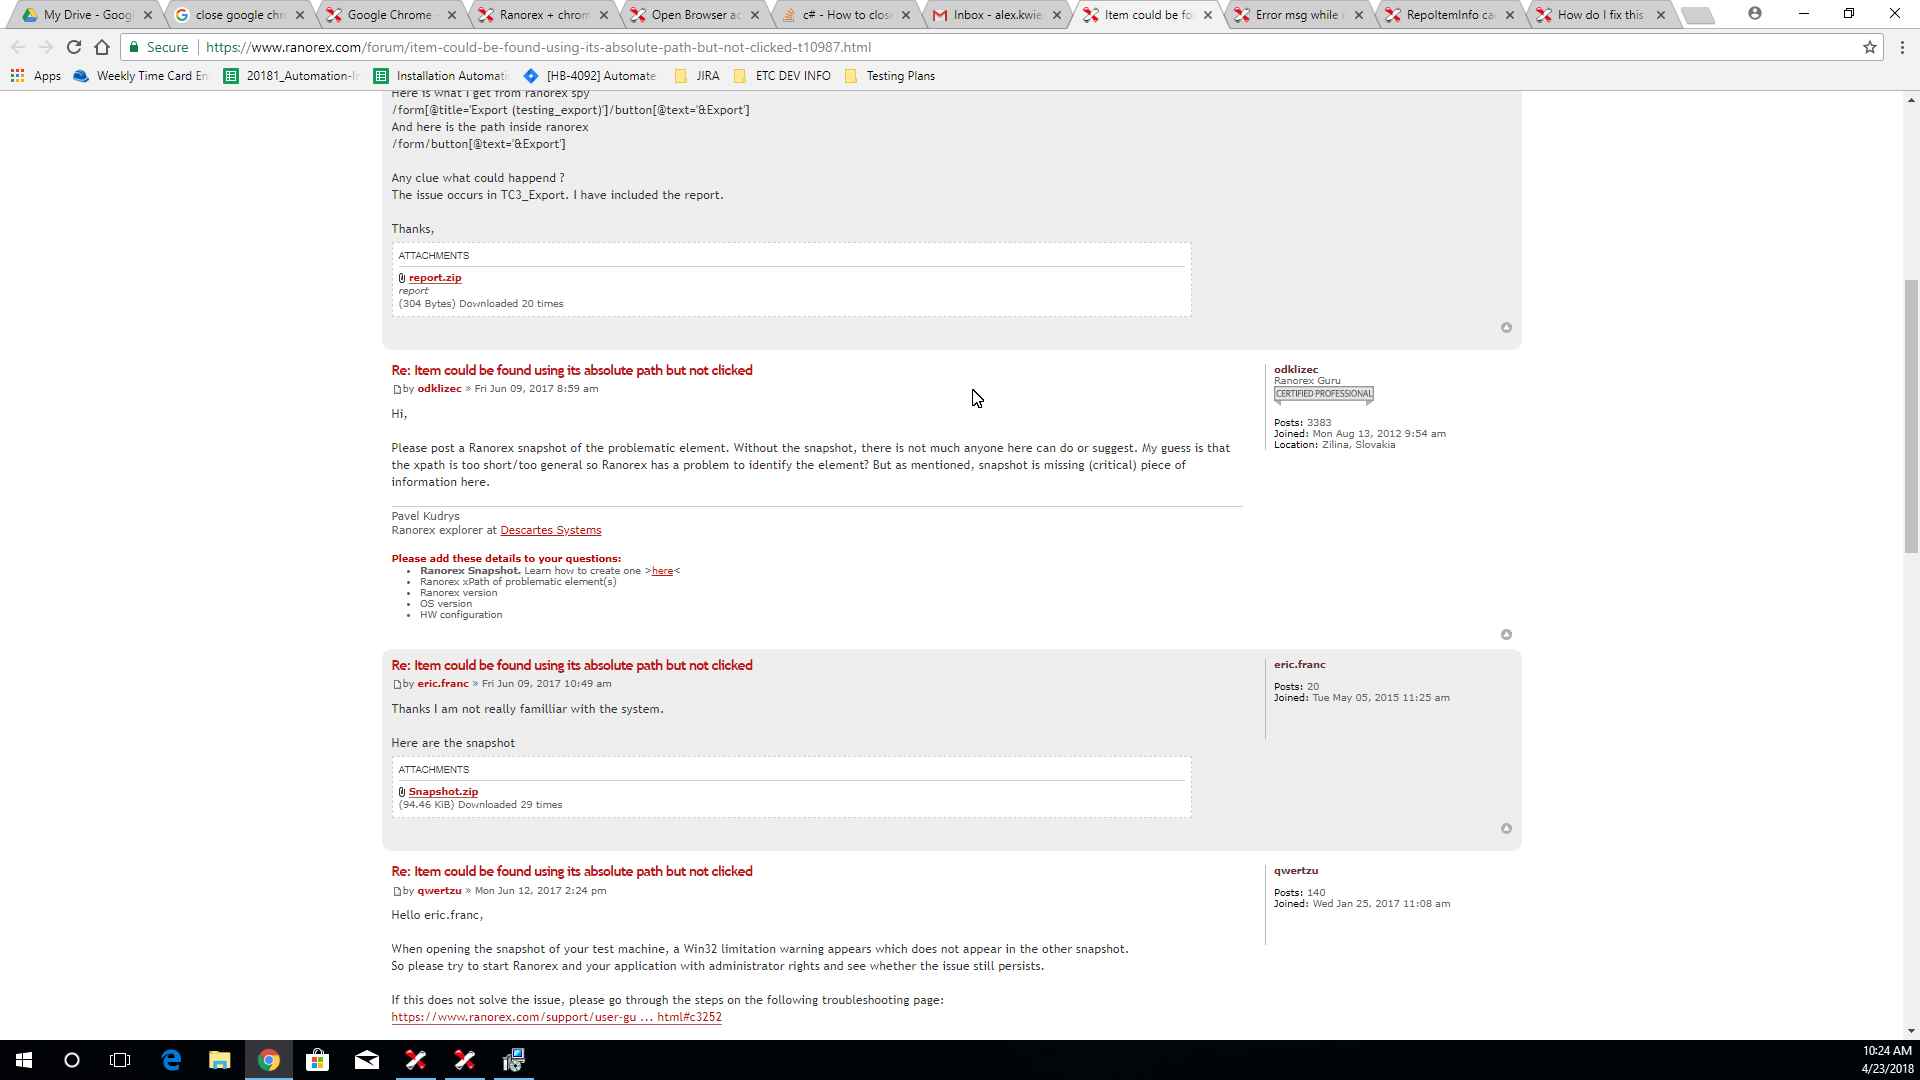 My Drive - Goog
close google chr
Google Chrome
Ranorex + chrom
Open Browser ac
c# - How to close
Inbox - alex.kwie
Item could be fo
Error msg while
RepoItemInfo ca
How do I fix this
Secure
https://www.ranorex.com/forum/item-could-be-found-using-its-absolute-path-but-not-clicked-t10987.html
Apps
Weekly Time Card En
20181_Automation-I
Installation Automati
[HB-4092] Automate
JIRA
ETC DEV INFO
Testing Plans
Here is what I get from ranorex spy
/form[@title='Export (testing_export)']/button[@text='&Export']
And here is the path inside ranorex
/form/button[@text='&Export']
Any clue what could happend ?
The issue occurs in TC3_Export. I have included the report.
Thanks,
ATTACHMENTS
report.zip
report
(304 Bytes) Downloaded 20 times
Re: Item could be found using its absolute path but not clicked
by odklizec » Fri Jun 09, 2017 8:59 am
Hi,
Please post a Ranorex snapshot of the problematic element. Without the snapshot, there is not much anyone here can do or suggest. My guess is that
the xpath is too short/too general so Ranorex has a problem to identify the element? But as mentioned, snapshot is missing (critical) piece of
information here.
Pavel Kudrys
Ranorex explorer at Descartes Systems
Please add these details to your questions:
• Ranorex Snapshot. Learn how to create one >here<
• Ranorex xPath of problematic element(s)
• Ranorex version
• OS version
• HW configuration
odklizec
Ranorex Guru
CERTIFIED PROFESSIONAL
Posts: 3383
Joined: Mon Aug 13, 2012 9:54 am
Location: Zilina, Slovakia
Re: Item could be found using its absolute path but not clicked
by eric.franc » Fri Jun 09, 2017 10:49 am
Thanks I am not really familliar with the system.
Here are the snapshot
ATTACHMENTS
Snapshot.zip
(94.46 KiB) Downloaded 29 times
eric.franc
Posts: 20
Joined: Tue May 05, 2015 11:25 am
Re: Item could be found using its absolute path but not clicked
by qwertzu » Mon Jun 12, 2017 2:24 pm
Hello eric.franc,
When opening the snapshot of your test machine, a Win32 limitation warning appears which does not appear in the other snapshot.
So please try to start Ranorex and your application with administrator rights and see whether the issue still persists.
If this does not solve the issue, please go through the steps on the following troubleshooting page:
https://www.ranorex.com/support/user-gu ... html#c3252
qwertzu
Posts: 140
Joined: Wed Jan 25, 2017 11:08 am
10:24 AM
4/23/2018